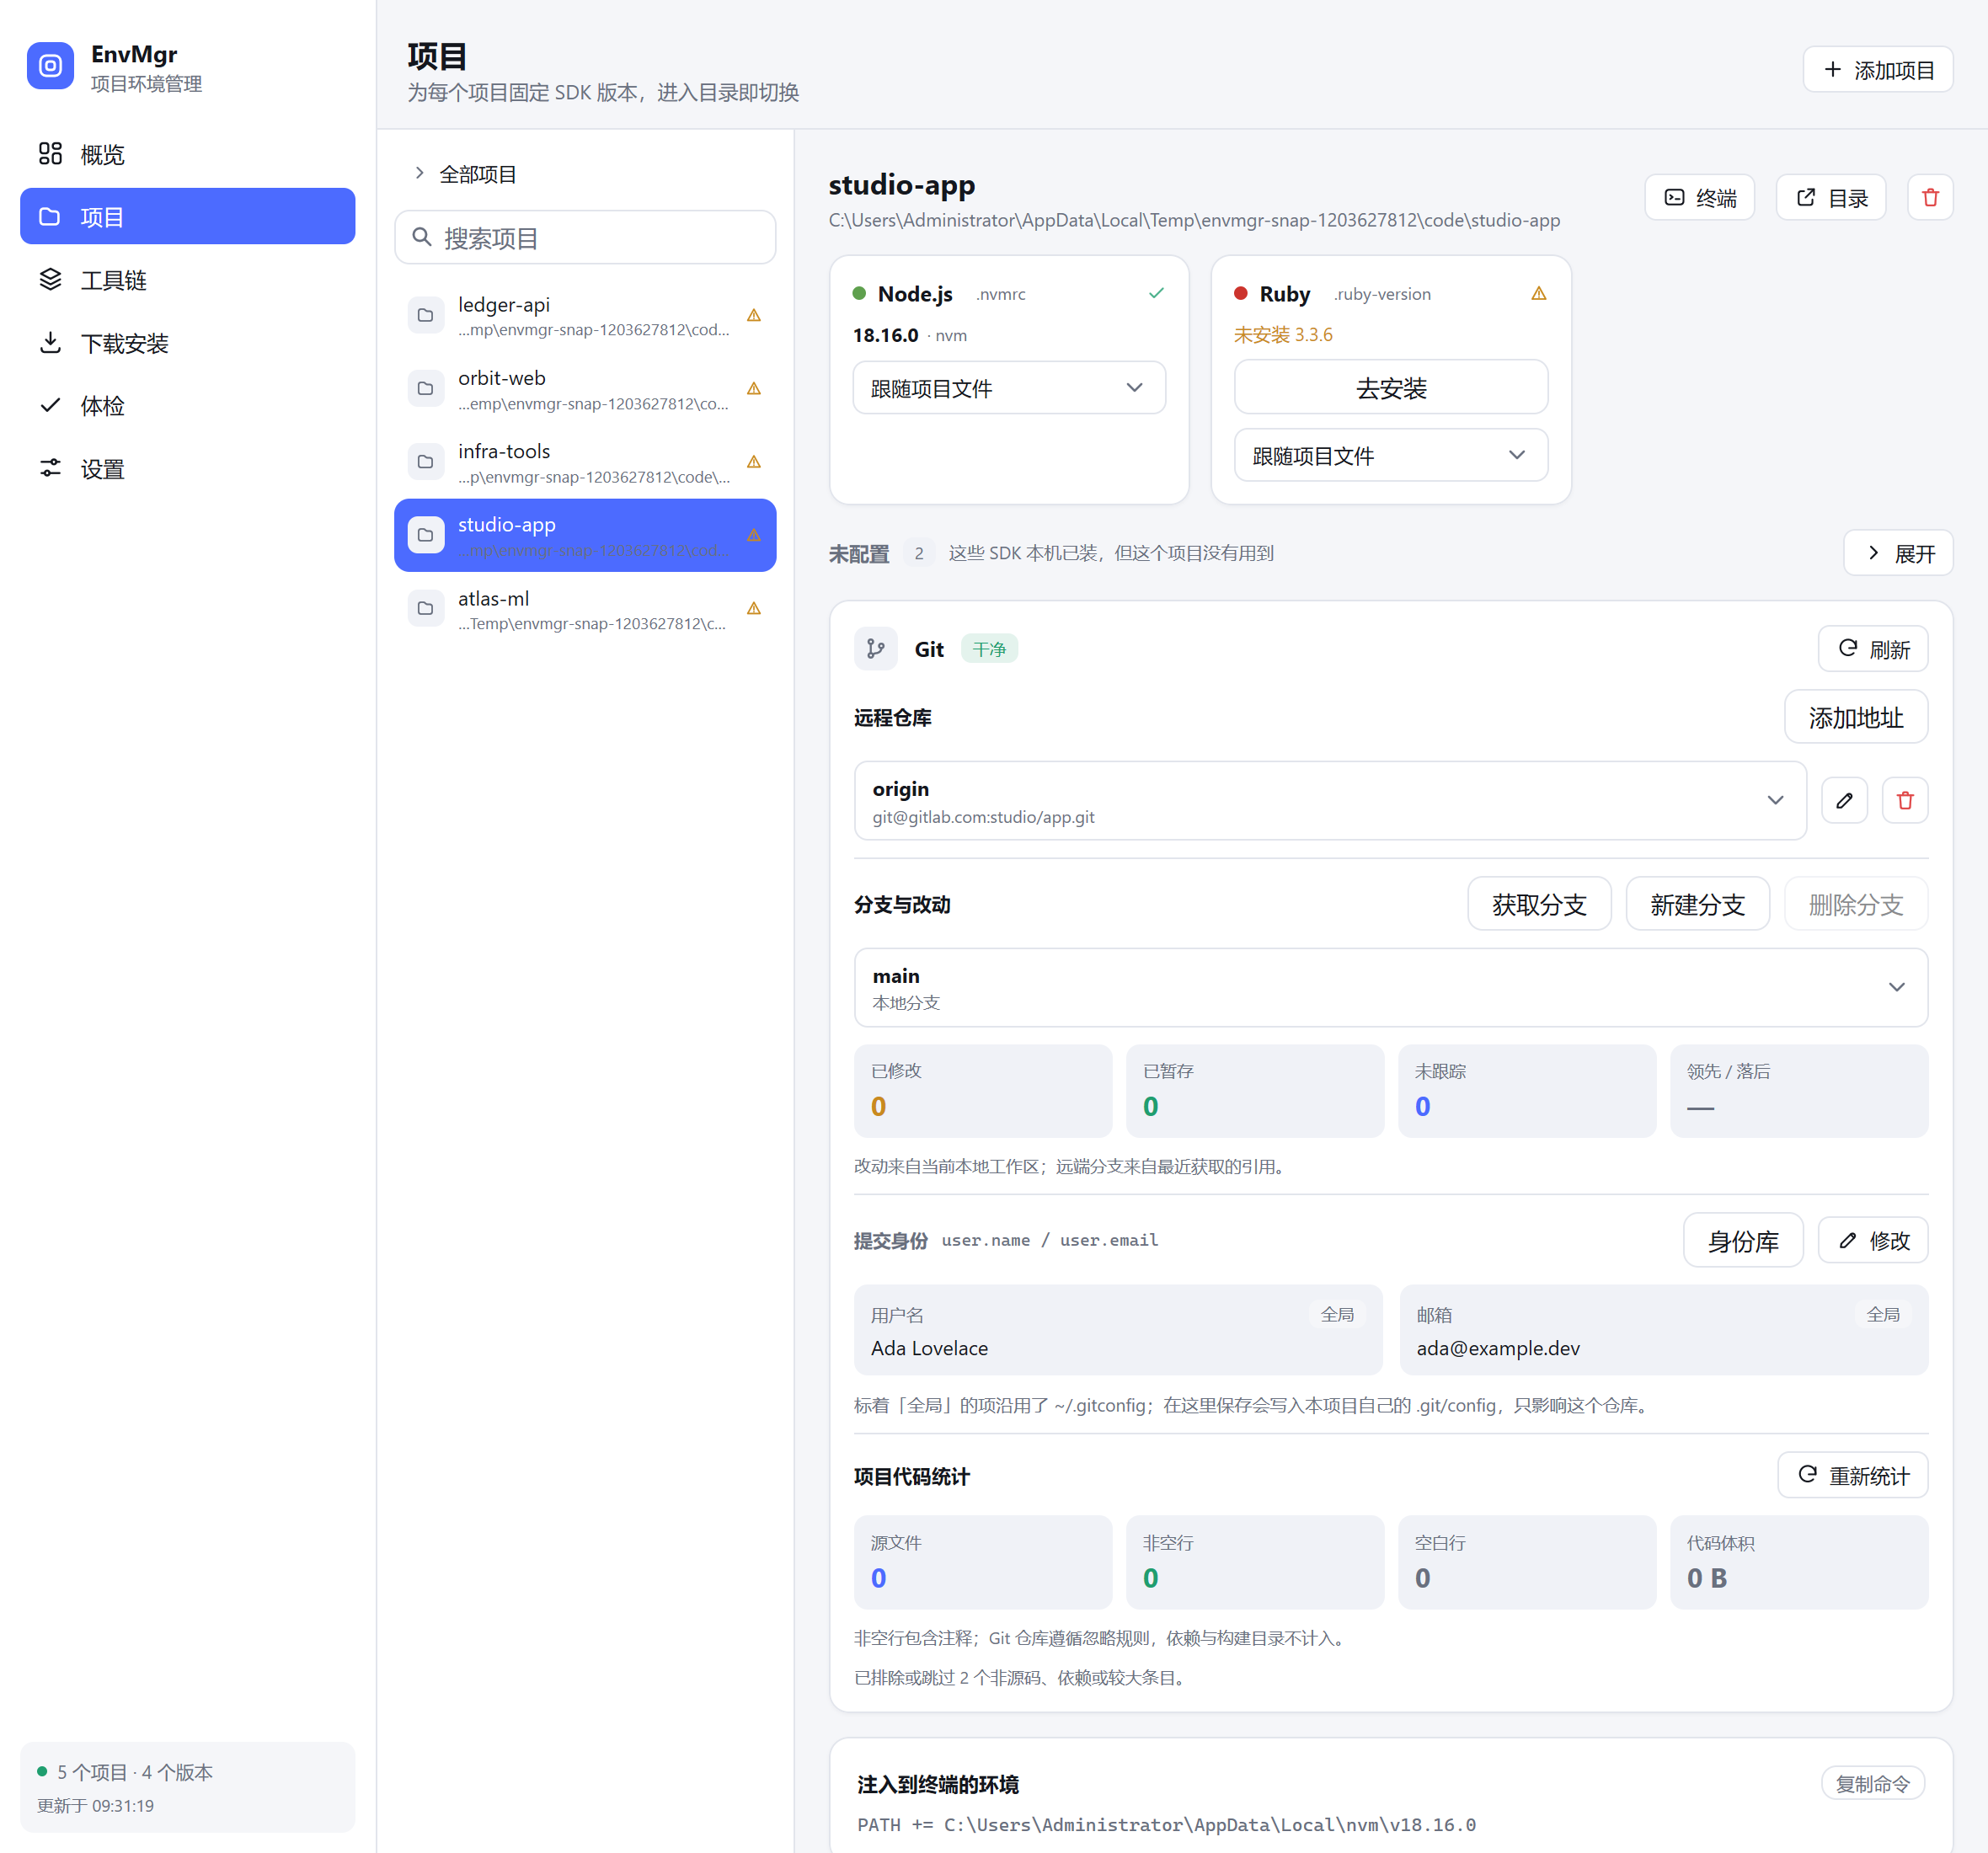 EnvMgr
项目环境管理
概览
项目
工具链
下载安装
体检
设置
5 个项目 · 4 个版本
更新于 09:31:19
项目
为每个项目固定 SDK 版本，进入目录即切换
添加项目
全部项目
搜索项目
ledger-api
...mp\envmgr-snap-1203627812\cod...
orbit-web
...emp\envmgr-snap-1203627812\co...
infra-tools
...p\envmgr-snap-1203627812\code\...
studio-app
...mp\envmgr-snap-1203627812\cod...
atlas-ml
...Temp\envmgr-snap-1203627812\c...
studio-app
C:\Users\Administrator\AppData\Local\Temp\envmgr-snap-1203627812\code\studio-app
终端
目录
Node.js .nvmrc
18.16.0 · nvm
跟随项目文件
Ruby .ruby-version
未安装 3.3.6
去安装
跟随项目文件
未配置 2 这些 SDK 本机已装，但这个项目没有用到
展开
Git 干净
刷新
远程仓库
添加地址
origin
git@gitlab.com:studio/app.git
分支与改动
获取分支 新建分支 删除分支
main
本地分支
已修改
0
已暂存
0
未跟踪
0
领先 / 落后
—
改动来自当前本地工作区；远端分支来自最近获取的引用。
提交身份 user.name / user.email
身份库 修改
用户名 全局
Ada Lovelace
邮箱 全局
ada@example.dev
标着「全局」的项沿用了 ~/.gitconfig；在这里保存会写入本项目自己的 .git/config，只影响这个仓库。
项目代码统计
重新统计
源文件
0
非空行
0
空白行
0
代码体积
0 B
非空行包含注释；Git 仓库遵循忽略规则，依赖与构建目录不计入。
已排除或跳过 2 个非源码、依赖或较大条目。
注入到终端的环境
复制命令
PATH += C:\Users\Administrator\AppData\Local\nvm\v18.16.0